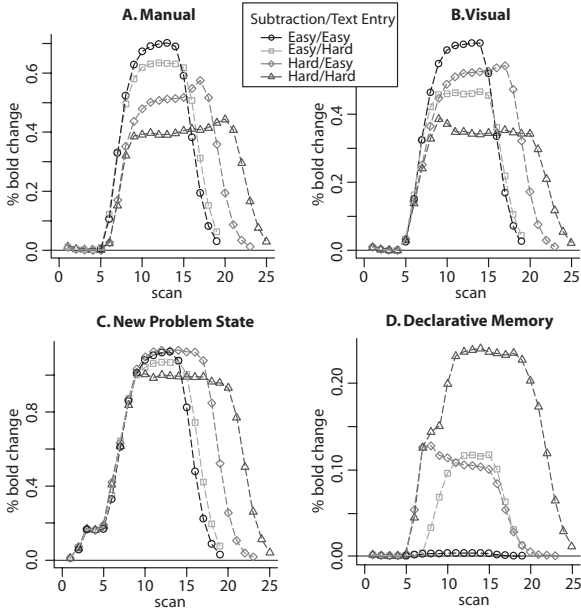 A. Manual
Subtraction/Text Entry
Easy/Easy
Easy/Hard
Hard/Easy
Hard/Hard
B.Visual
% bold change
0.0 0.2 0.4 0.6
0 5 10 15 20 25
scan
% bold change
0.0 0.2 0.4
0 5 10 15 20 25
scan
C. New Problem State
% bold change
0.0 0.4 0.8
0 5 10 15 20 25
scan
D. Declarative Memory
% bold change
0.00 0.10 0.20
0 5 10 15 20 25
scan